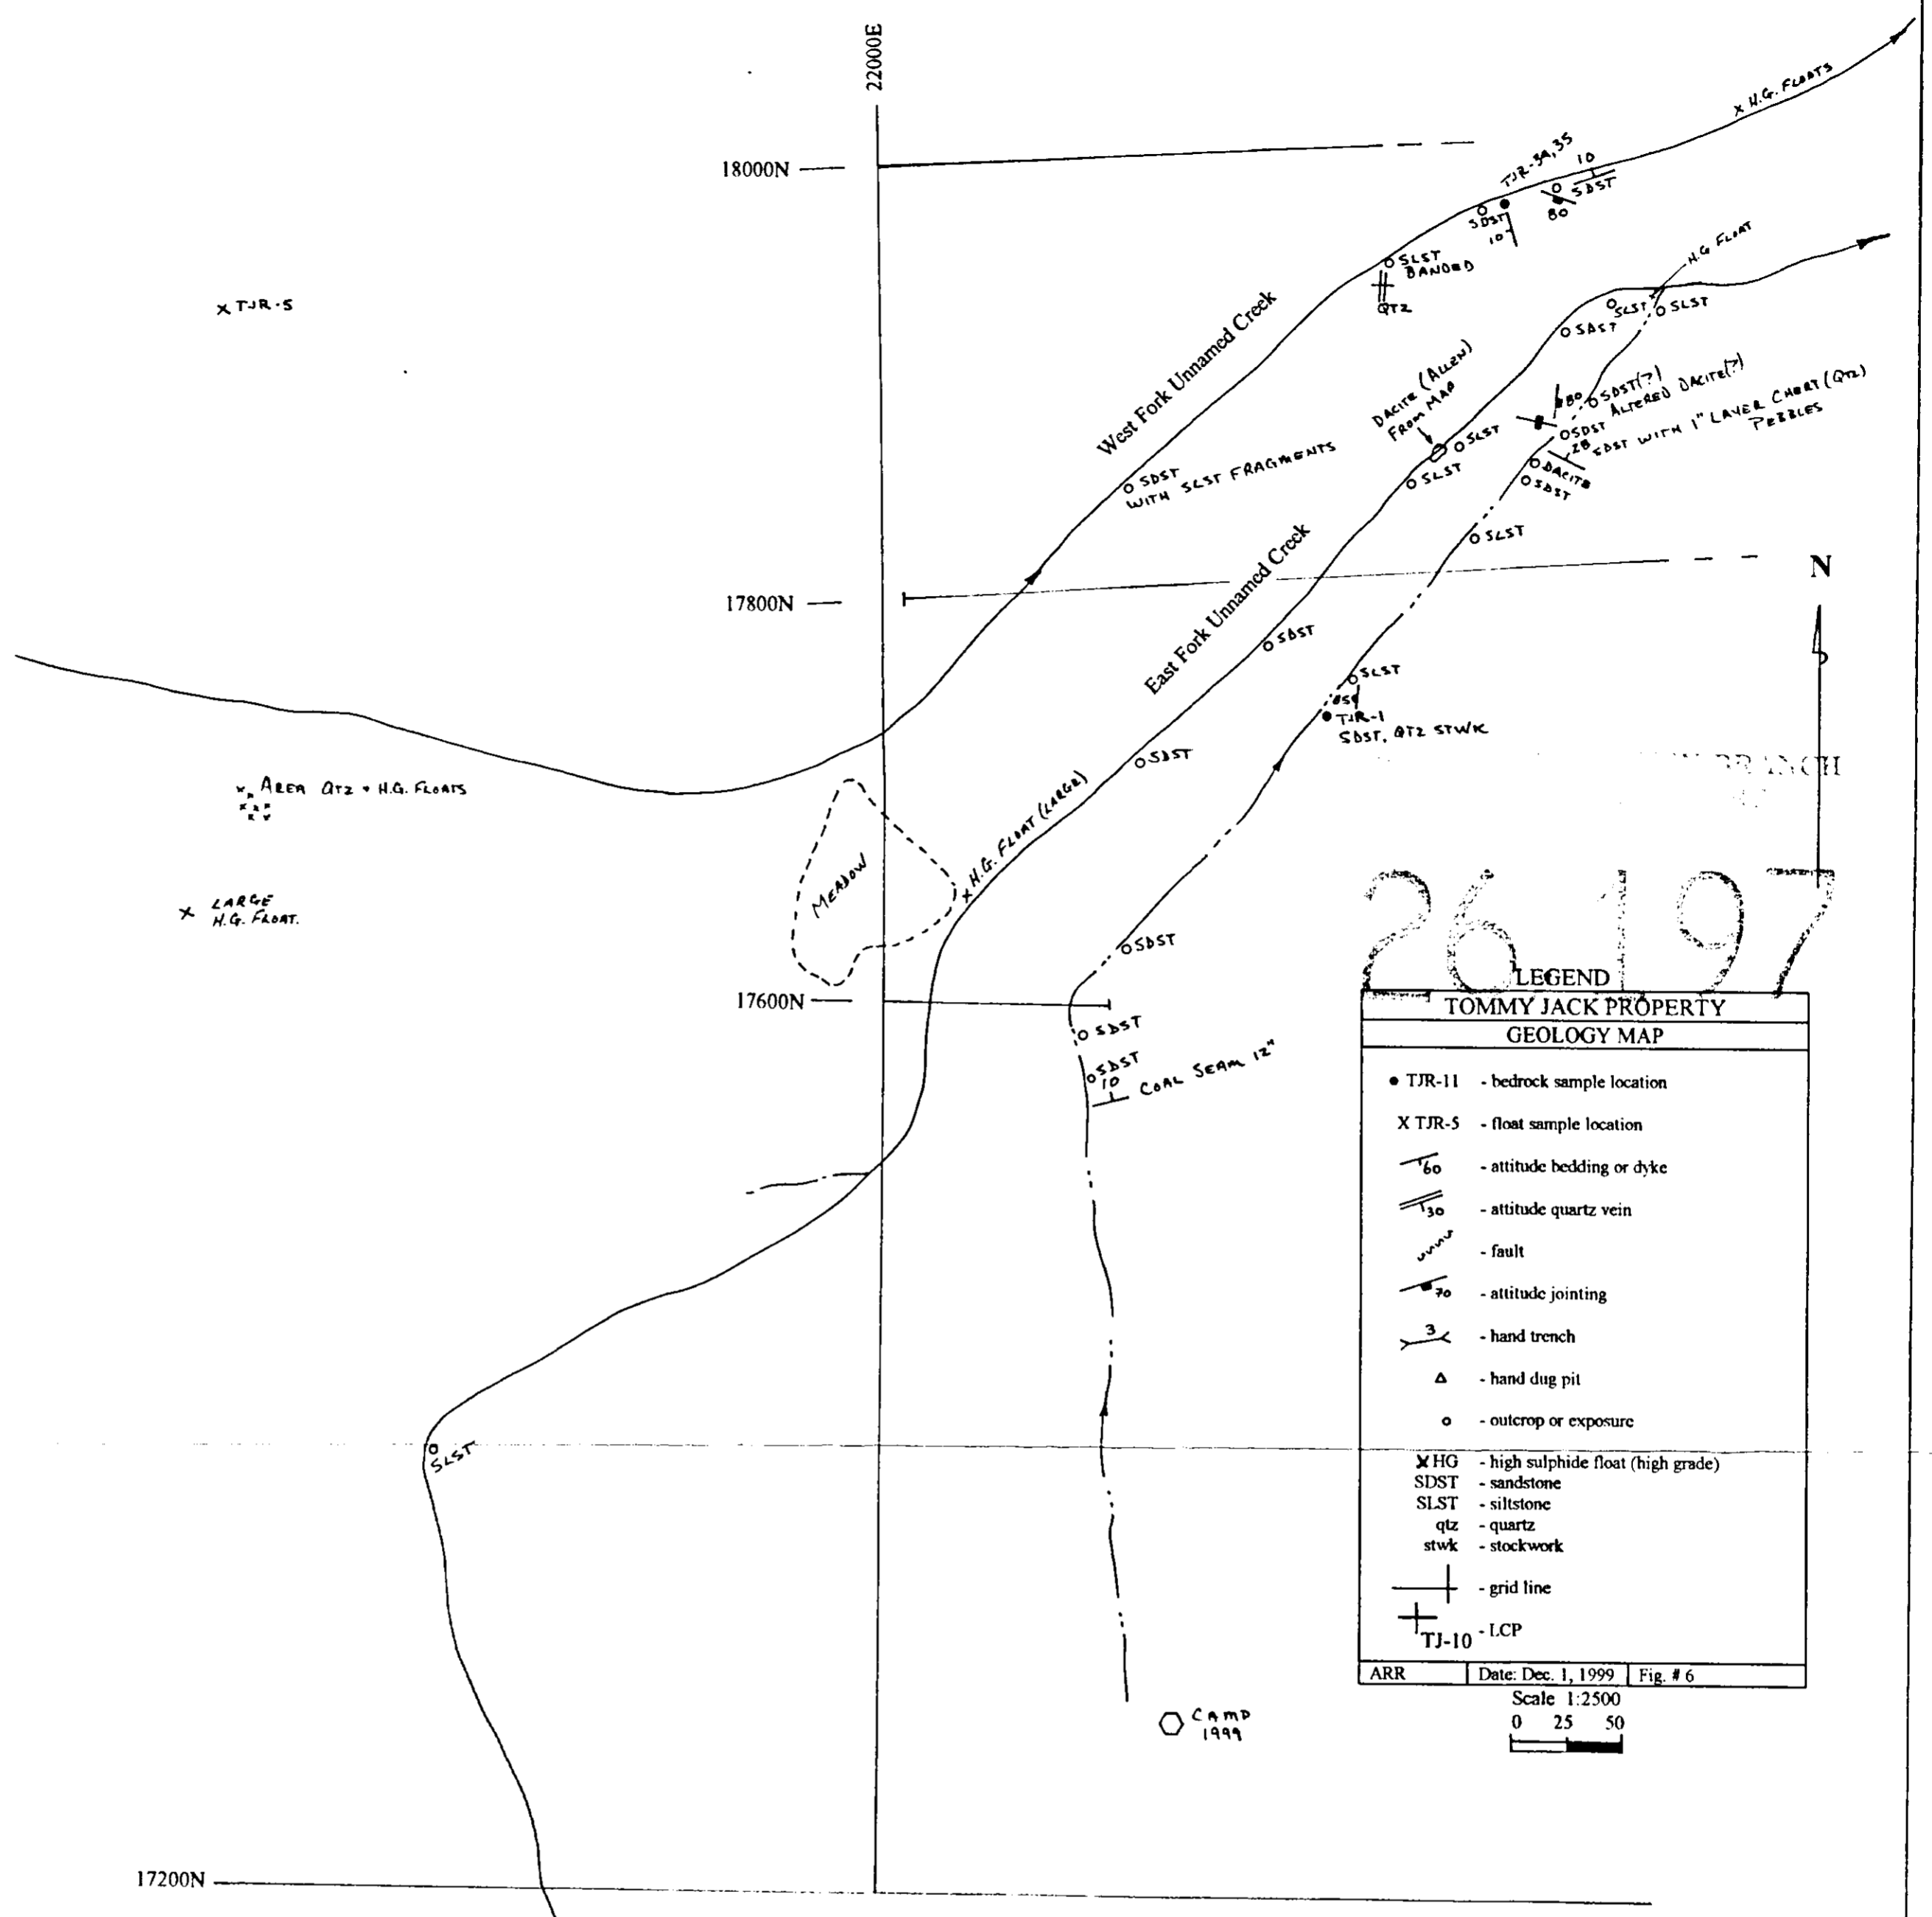 22000E
H.G. FLOATS
18000N
TJR-3A,35
10
SDST
80
SDST
10
H.G FLOAT
SLST
BANDED
QTZ
SLST
SLST
SDST
X TJR-5
West Fork Unnamed Creek
DACITE (ALLEN)
FROM MAP
80
SDST(?)
ALTERED DACITE(?)
SDST
28
SDST WITH 1" LAYER CHERT (QTZ)
PEBBLES
SLST
DACITE
SDST
SLST
SDST
WITH SLST FRAGMENTS
SLST
East Fork Unnamed Creek
N
17800N
SDST
SLST
TJR-1
SDST, QTZ STWK
SDST
BRANCH
AREA QTZ + H.G. FLOATS
H.G. FLOAT (LARGE)
MEADOW
LARGE
H.G. FLOAT.
26 197
SDST
17600N
SDST
SDST
10
COAL SEAM 12"
LEGEND
TOMMY JACK PROPERTY
GEOLOGY MAP
TJR-11 - bedrock sample location
X TJR-5 - float sample location
60 - attitude bedding or dyke
30 - attitude quartz vein
- fault
70 - attitude jointing
3 - hand trench
- hand dug pit
- outcrop or exposure
X HG - high sulphide float (high grade)
SDST - sandstone
SLST - siltstone
qtz - quartz
stwk - stockwork
- grid line
TJ-10 - LCP
ARR Date: Dec. 1, 1999 Fig. # 6
Scale 1:2500
0 25 50
SLST
CAMP
1999
17200N